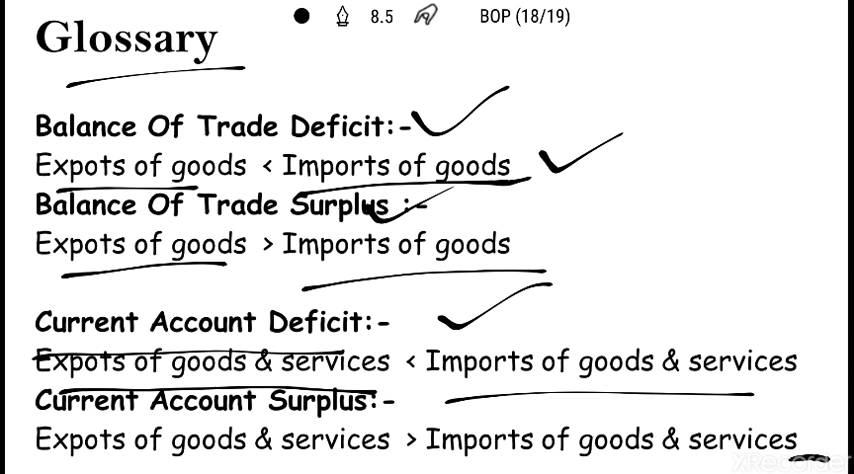 8.5 BOP (18/19)
Glossary
Balance Of Trade Deficit:-
Expots of goods < Imports of goods
Balance Of Trade Surplus :-
Expots of goods > Imports of goods
Current Account Deficit:-
Expots of goods & services < Imports of goods & services
Current Account Surplus:-
Expots of goods & services > Imports of goods & services
XRecorder